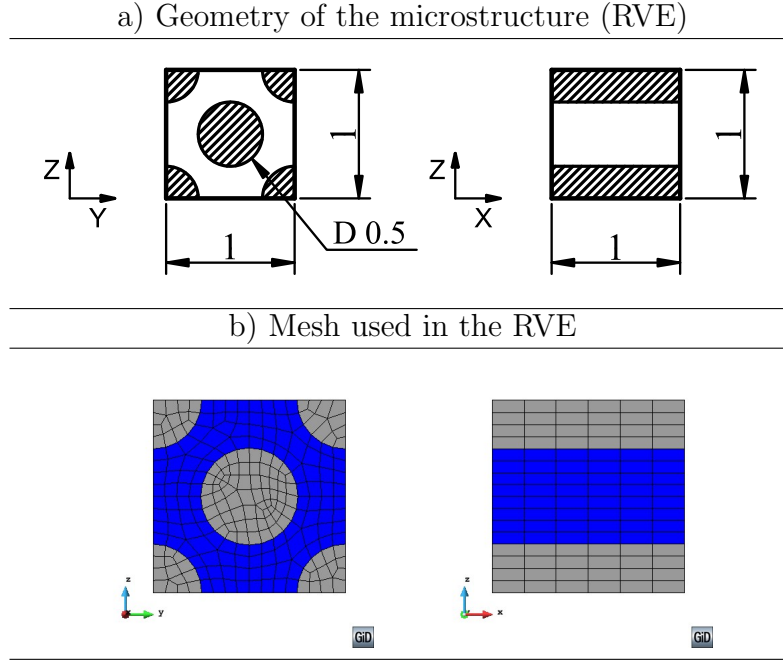 a) Geometry of the microstructure (RVE)
Z
Y
1
D 0.5
1
Z
X
1
1
b) Mesh used in the RVE
z
y
x
GiD
z
y
x
GiD